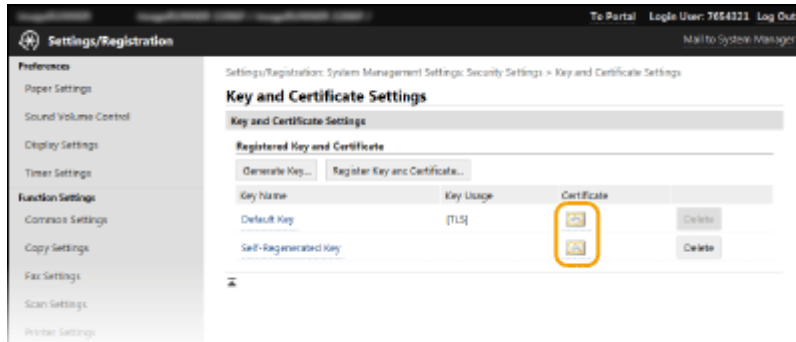 To Portal Login User: 7654321 Log Out
Settings/Registration
Mail to System Manager
Preferences
Paper Settings
Sound Volume Control
Display Settings
Timer Settings
Function Settings
Common Settings
Copy Settings
Fax Settings
Scan Settings
Printer Settings
Settings/Registration: System Management Settings: Security Settings > Key and Certificate Settings
Key and Certificate Settings
Key and Certificate Settings
Registered Key and Certificate
Generate Key... Register Key and Certificate...
Key Name Key Usage Certificate
Default Key [TLS] Delete
Self-Regenerated Key Delete